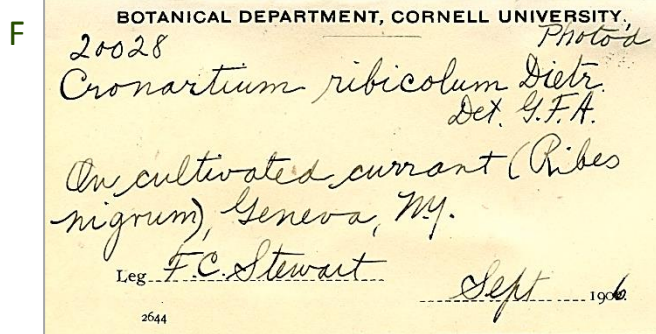 F
BOTANICAL DEPARTMENT, CORNELL UNIVERSITY.
20028 Photo'd
Cronartium ribicolum Dietr.
Det. G.F.A.
On cultivated currant (Ribes
nigrum), Geneva, N.Y.
Leg. F.C. Stewart
Sept 1906.
2644